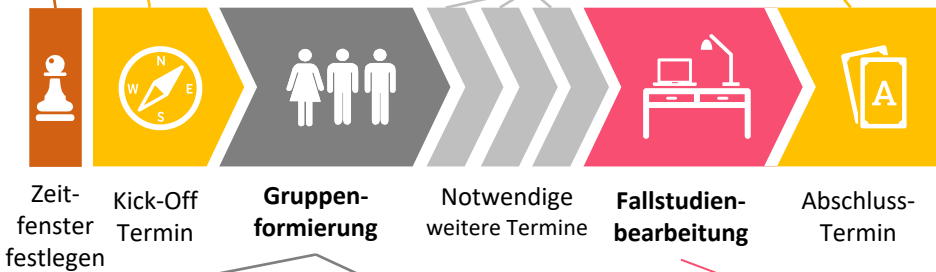 N
W
E
S
A
Zeit-
fenster
festlegen
Kick-Off
Termin
Gruppen-
formierung
Notwendige
weitere Termine
Fallstudien-
bearbeitung
Abschluss-
Termin